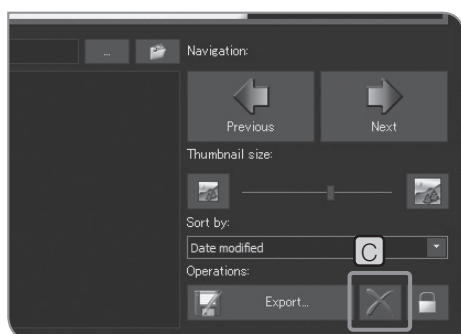 ...
Navigation:
Previous
Next
Thumbnail size:
Sort by:
Date modified
C
Operations:
Export...